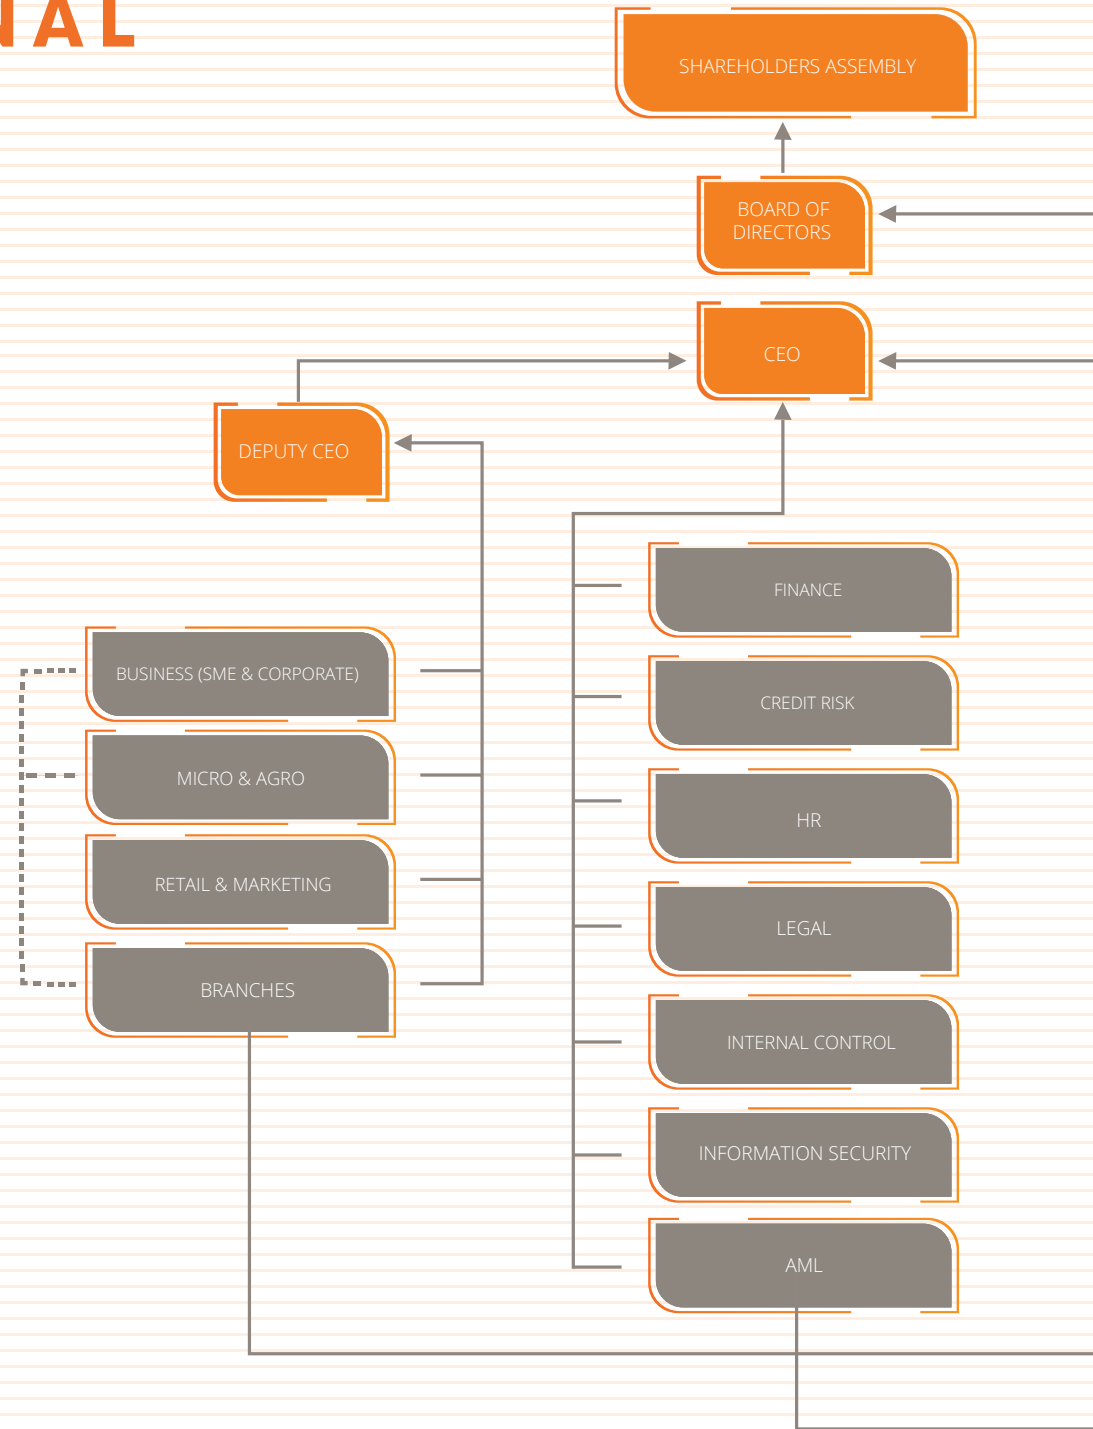 NAL
SHAREHOLDERS ASSEMBLY
BOARD OF
DIRECTORS
CEO
DEPUTY CEO
FINANCE
BUSINESS (SME & CORPORATE)
CREDIT RISK
MICRO & AGRO
HR
RETAIL & MARKETING
LEGAL
BRANCHES
INTERNAL CONTROL
INFORMATION SECURITY
AML